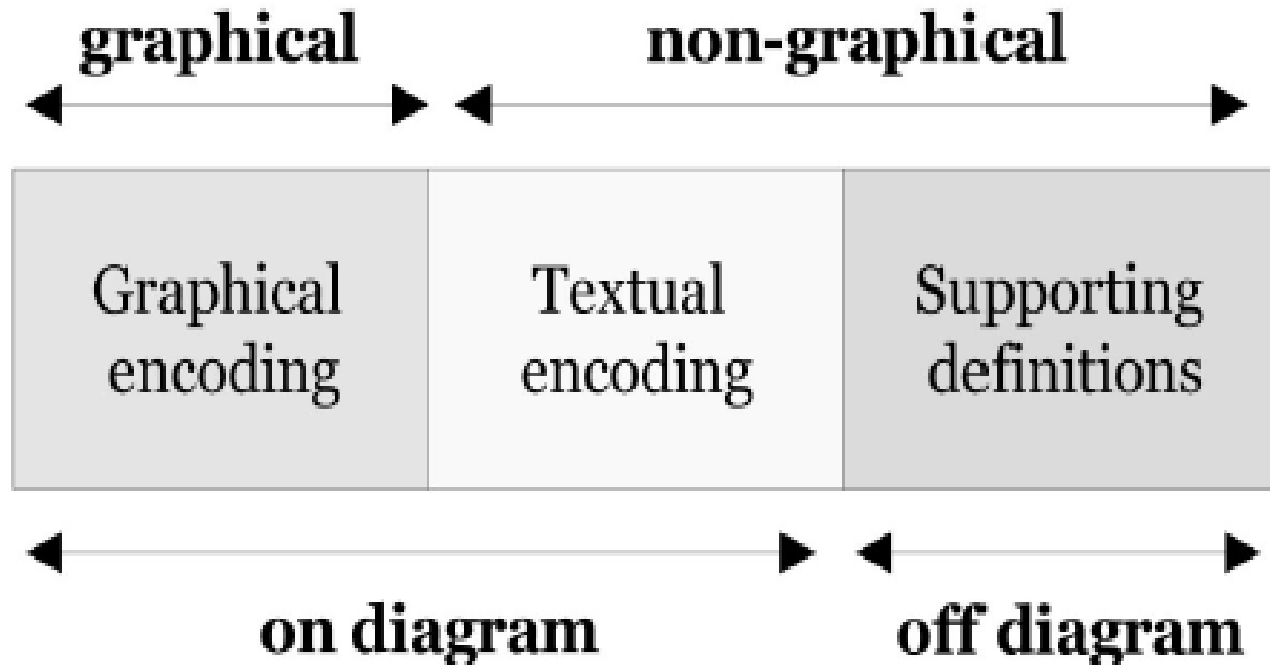 graphical non-graphical
Graphical
encoding
Textual
encoding
Supporting
definitions
on diagram off diagram